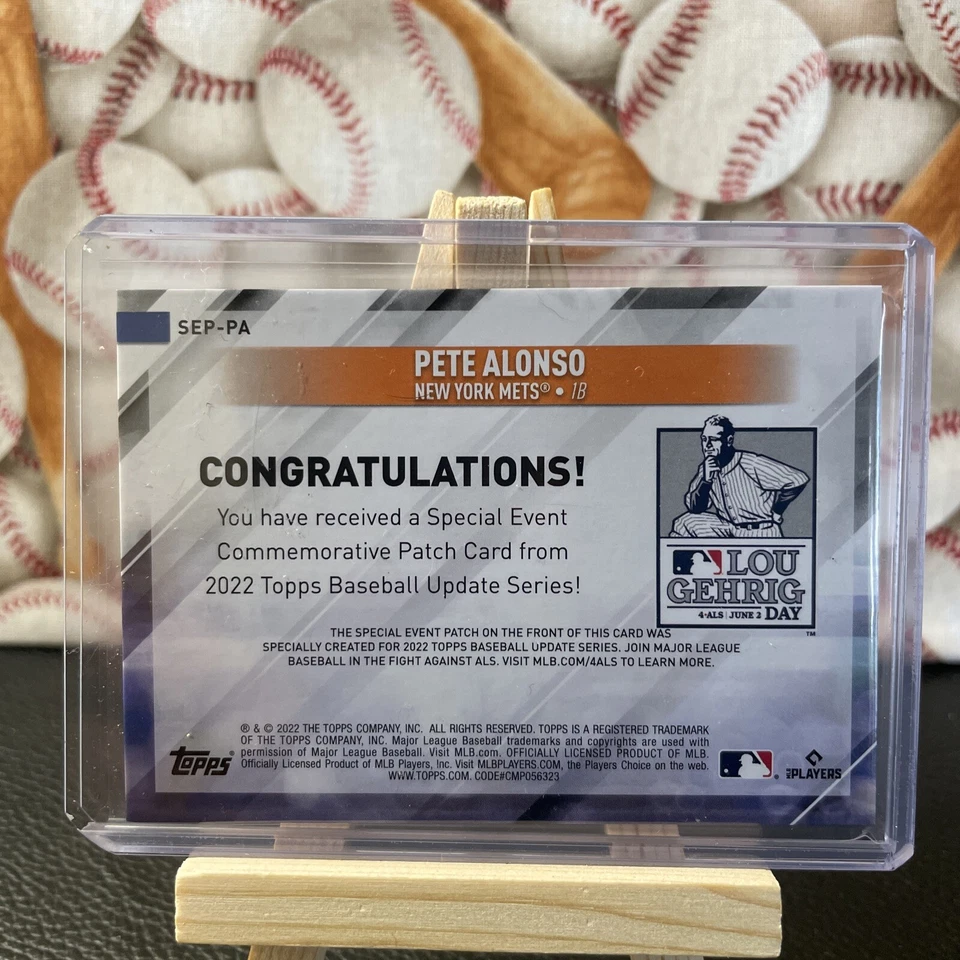 SEP-PA
PETE ALONSO
NEW YORK METS® • 1B
CONGRATULATIONS!
You have received a Special Event
Commemorative Patch Card from
2022 Topps Baseball Update Series!
LOU
GEHRIG
4-ALS | JUNE 2 DAY
TM
THE SPECIAL EVENT PATCH ON THE FRONT OF THIS CARD WAS
SPECIALLY CREATED FOR 2022 TOPPS BASEBALL UPDATE SERIES. JOIN MAJOR LEAGUE
BASEBALL IN THE FIGHT AGAINST ALS. VISIT MLB.COM/4ALS TO LEARN MORE.
® & © 2022 THE TOPPS COMPANY, INC. ALL RIGHTS RESERVED. TOPPS IS A REGISTERED TRADEMARK
OF THE TOPPS COMPANY, INC. Major League Baseball trademarks and copyrights are used with
permission of Major League Baseball. Visit MLB.com. OFFICIALLY LICENSED PRODUCT OF MLB.
Officially Licensed Product of MLB Players, Inc. Visit MLBPLAYERS.COM, the Players Choice on the web.
WWW.TOPPS.COM. CODE#CMP056323
Topps®
MLB PLAYERS